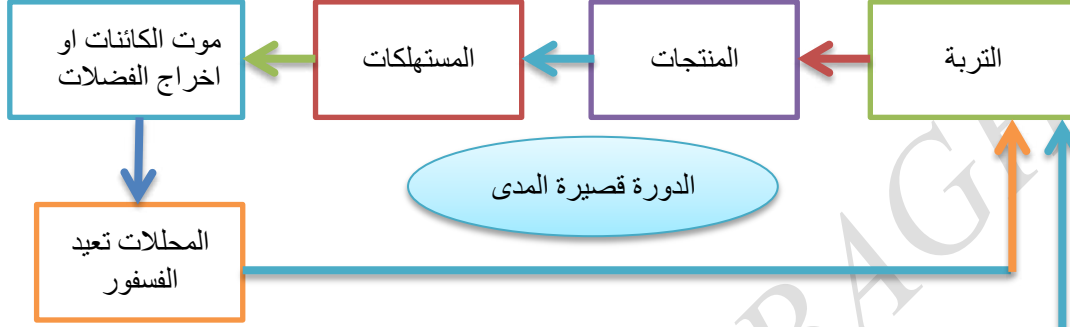 التربة
المنتجات
المستهلكات
موت الكائنات او
اخراج الفضلات
الدورة قصيرة المدى
المحللات تعيد
الفسفور